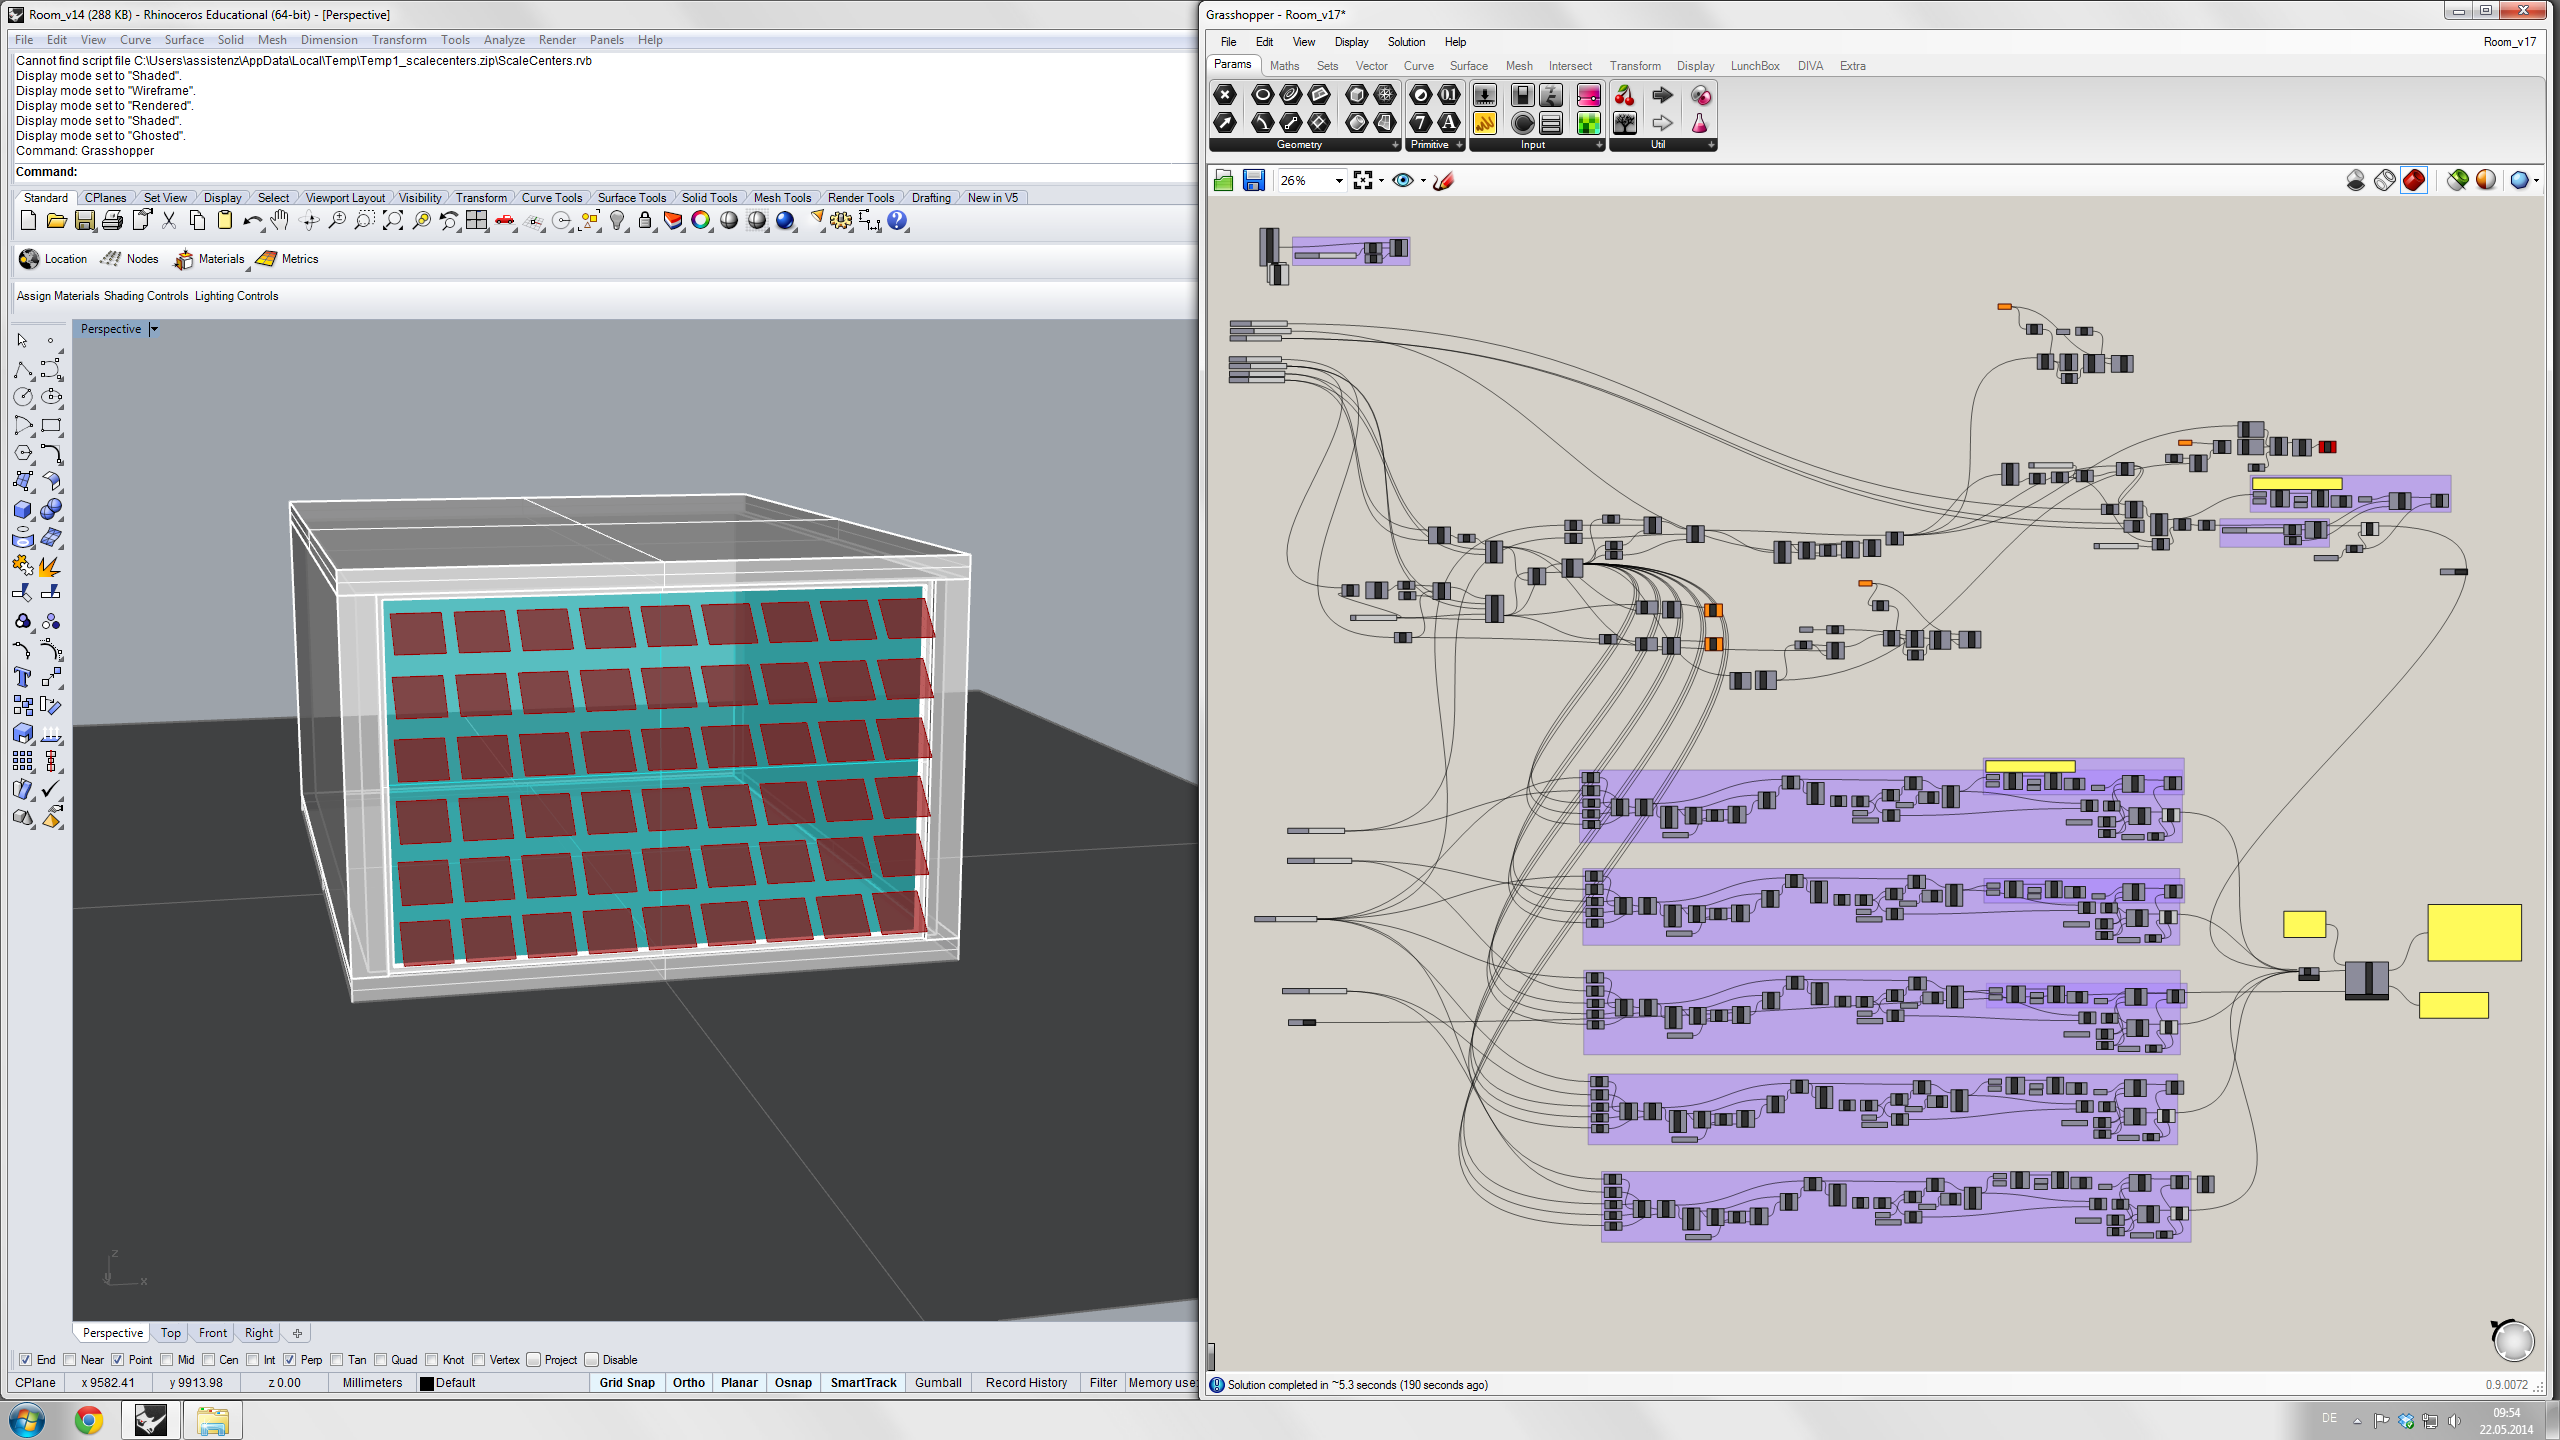 Room_v14 (288 KB) - Rhinoceros Educational (64-bit) - [Perspective]
File Edit View Curve Surface Solid Mesh Dimension Transform Tools Analyze Render Panels Help
Cannot find script file C:\Users\assistenz\AppData\Local\Temp\Temp1_scalecenters.zip\ScaleCenters.rvb
Display mode set to "Shaded".
Display mode set to "Wireframe".
Display mode set to "Rendered".
Display mode set to "Shaded".
Display mode set to "Ghosted".
Command: Grasshopper
Command:
Standard CPlanes Set View Display Select Viewport Layout Visibility Transform Curve Tools Surface Tools Solid Tools Mesh Tools Render Tools Drafting New in V5
Location Nodes Materials Metrics
Assign Materials Shading Controls Lighting Controls
Perspective
z
y
x
Perspective Top Front Right
End Near Point Mid Cen Int Perp Tan Quad Knot Vertex Project Disable
CPlane x 9582.41 y 9913.98 z 0.00 Millimeters Default Grid Snap Ortho Planar Osnap SmartTrack Gumball Record History Filter Memory use
Grasshopper - Room_v17*
File Edit View Display Solution Help Room_v17
Params Maths Sets Vector Curve Surface Mesh Intersect Transform Display LunchBox DIVA Extra
0.1
7 A
Geometry Primitive Input Util
26%
Solution completed in ~5.3 seconds (190 seconds ago)
0.9.0072
DE
09:54
22.05.2014